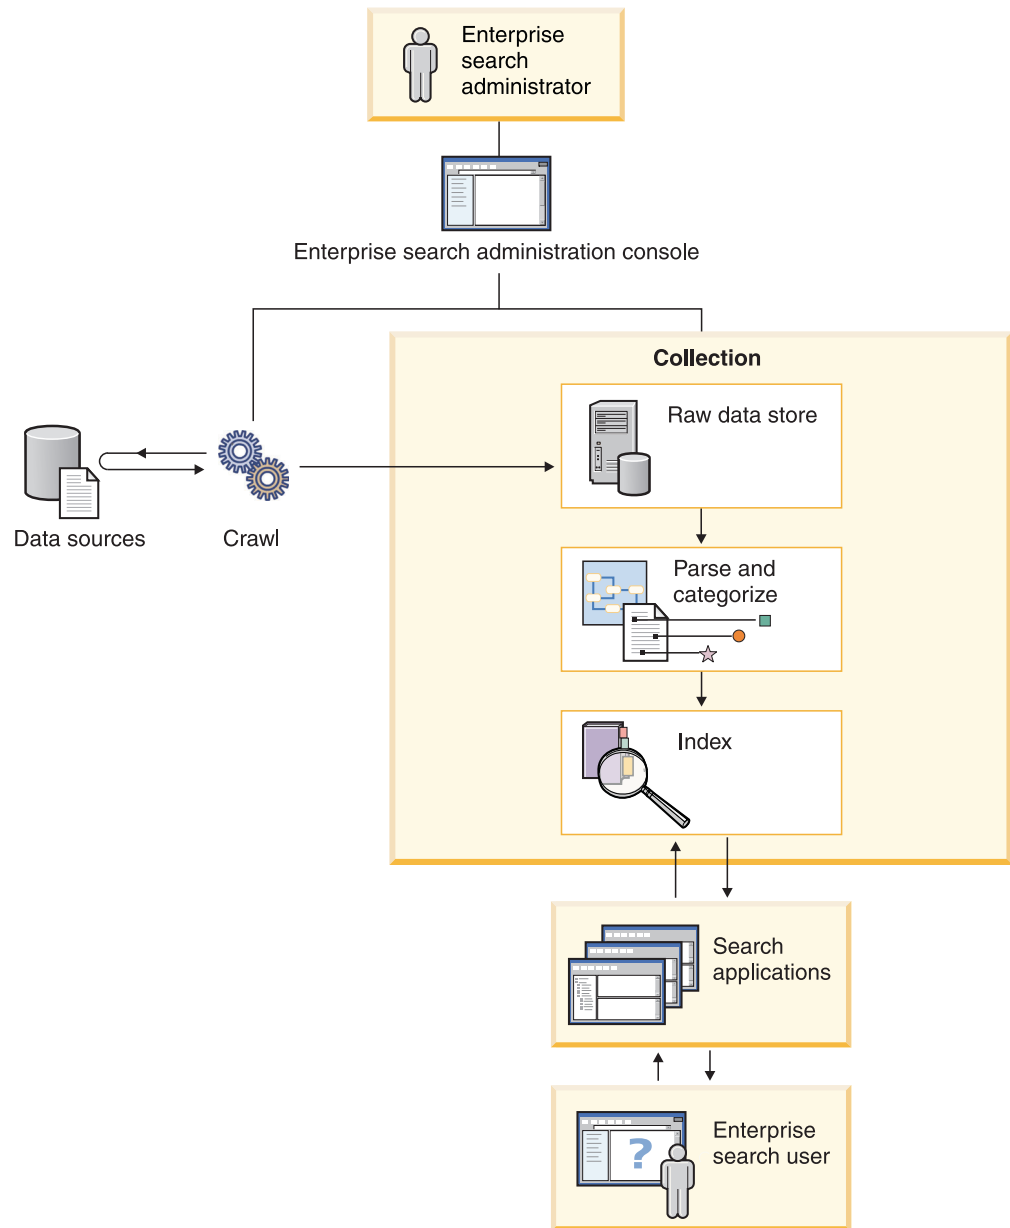 Enterprise
search
administrator
Enterprise search administration console
Collection
Raw data store
Data sources
Crawl
Parse and
categorize
Index
Search
applications
?
Enterprise
search user